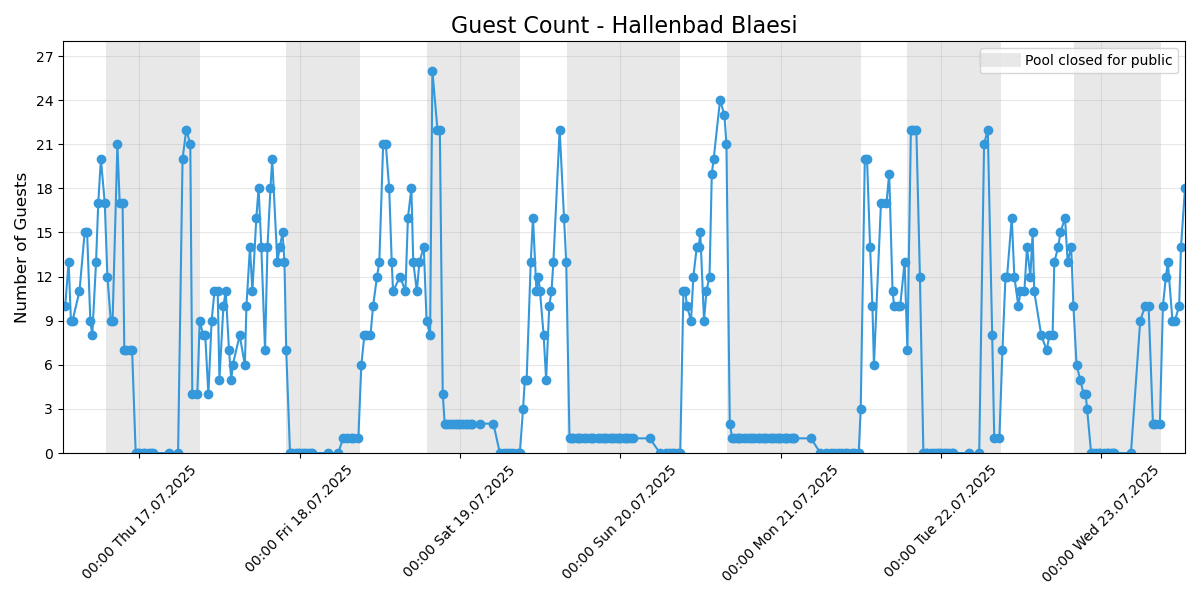 Guest Count - Hallenbad Blaesi
Pool closed for public
Number of Guests
27
24
21
18
15
12
9
6
3
0
00:00 Thu 17.07.2025
00:00 Fri 18.07.2025
00:00 Sat 19.07.2025
00:00 Sun 20.07.2025
00:00 Mon 21.07.2025
00:00 Tue 22.07.2025
00:00 Wed 23.07.2025